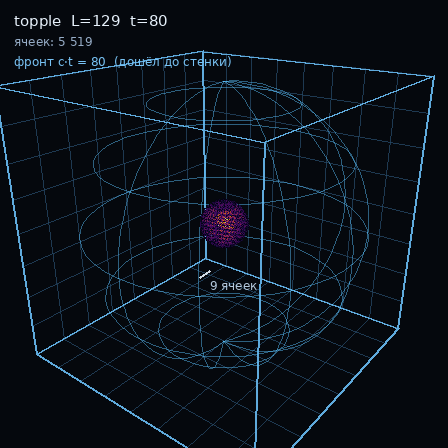 topple L=129 t=80
ячеек: 5 519
фронт c·t = 80 (дошёл до стенки)
9 ячеек